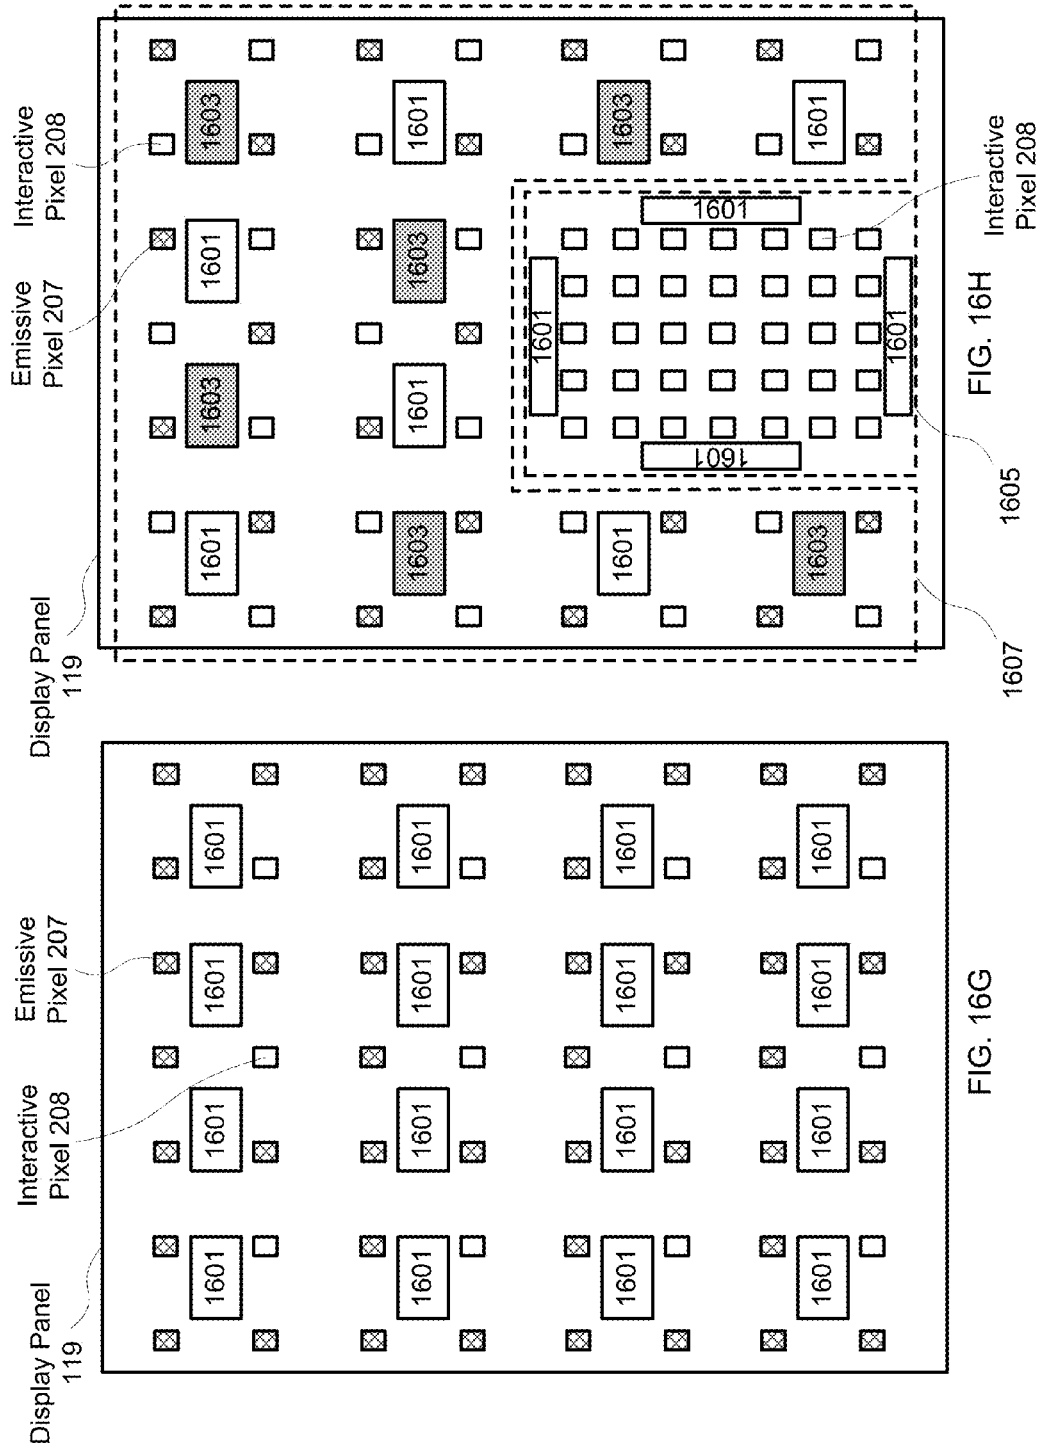 Display Panel
119
Interactive
Pixel 208
Emissive
Pixel 207
1601 1601 1601 1601
1601 1601 1601 1601
1601 1601 1601 1601
1601 1601 1601 1601
FIG. 16G
Display Panel
119
Emissive
Pixel 207
Interactive
Pixel 208
1601 1603 1601 1603
1603 1601 1603 1601
1601
1601 1603
1601 1601
1603 1601
1601
1607
1605
FIG. 16H
Interactive
Pixel 208